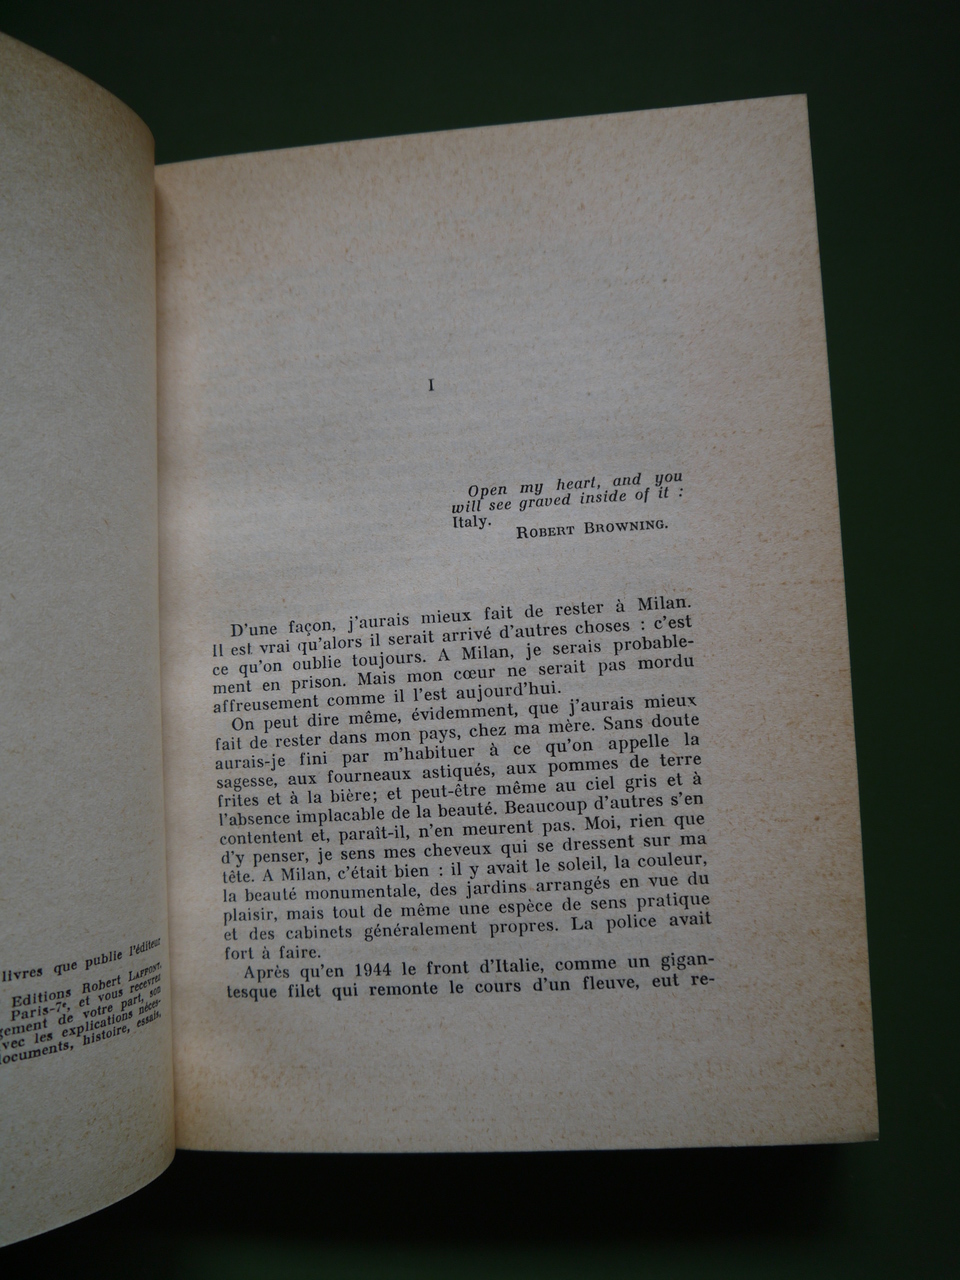 livres que publie l'éditeur
Editions Robert LAFFONT,
Paris-7e, et vous recevrez
gement de votre part, son
vec les explications néces-
documents, histoire, essais.
I
Open my heart, and you
will see graved inside of it :
Italy.
ROBERT BROWNING.
D'une façon, j'aurais mieux fait de rester à Milan.
Il est vrai qu'alors il serait arrivé d'autres choses : c'est
ce qu'on oublie toujours. A Milan, je serais probable-
ment en prison. Mais mon cœur ne serait pas mordu
affreusement comme il l'est aujourd'hui.
On peut dire même, évidemment, que j'aurais mieux
fait de rester dans mon pays, chez ma mère. Sans doute
aurais-je fini par m'habituer à ce qu'on appelle la
sagesse, aux fourneaux astiqués, aux pommes de terre
frites et à la bière; et peut-être même au ciel gris et à
l'absence implacable de la beauté. Beaucoup d'autres s'en
contentent et, paraît-il, n'en meurent pas. Moi, rien que
d'y penser, je sens mes cheveux qui se dressent sur ma
tête. A Milan, c'était bien : il y avait le soleil, la couleur,
la beauté monumentale, des jardins arrangés en vue du
plaisir, mais tout de même une espèce de sens pratique
et des cabinets généralement propres. La police avait
fort à faire.
Après qu'en 1944 le front d'Italie, comme un gigan-
tesque filet qui remonte le cours d'un fleuve, eut re-